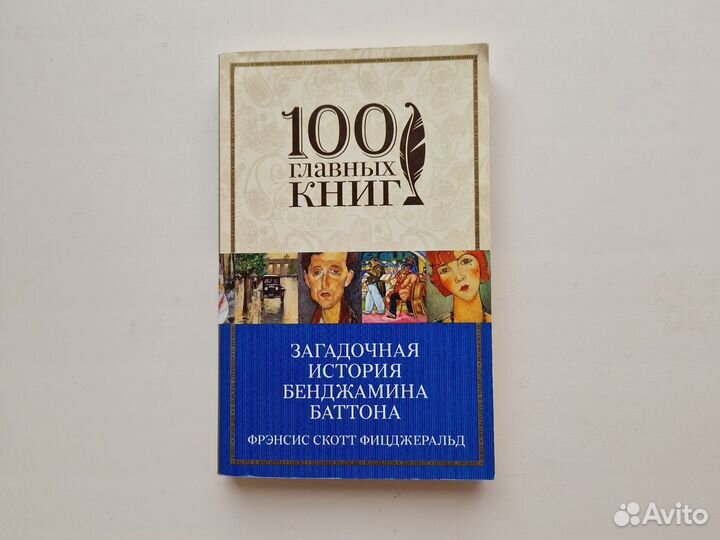 100
ГЛАВНЫХ
КНИГ
ЗАГАДОЧНАЯ
ИСТОРИЯ
БЕНДЖАМИНА
БАТТОНА
ФРЭНСИС СКОТТ ФИЦДЖЕРАЛЬД
Avito